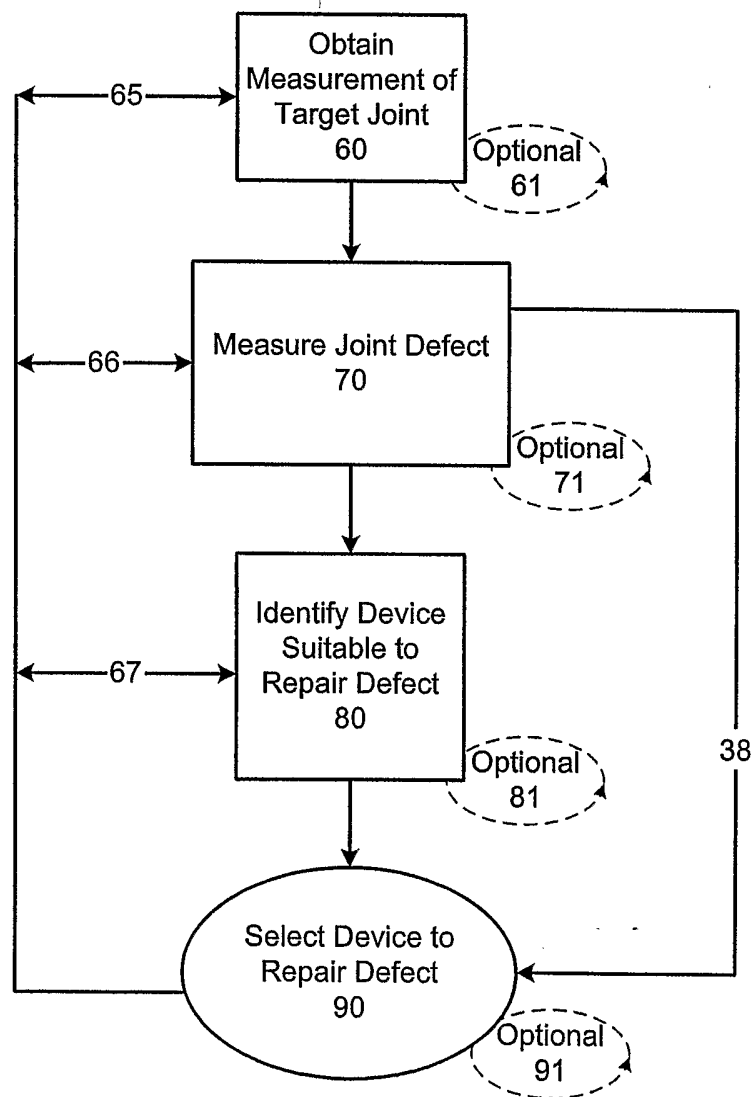 Obtain
Measurement of
Target Joint
60
65
Optional
61
Measure Joint Defect
70
66
Optional
71
Identify Device
Suitable to
Repair Defect
80
67
38
Optional
81
Select Device to
Repair Defect
90
Optional
91